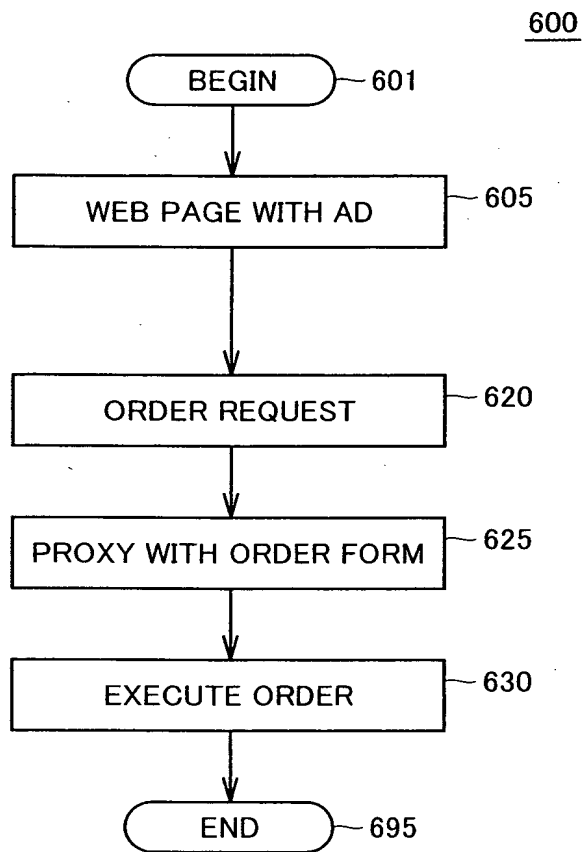 600
BEGIN 601
WEB PAGE WITH AD 605
ORDER REQUEST 620
PROXY WITH ORDER FORM 625
EXECUTE ORDER 630
END 695